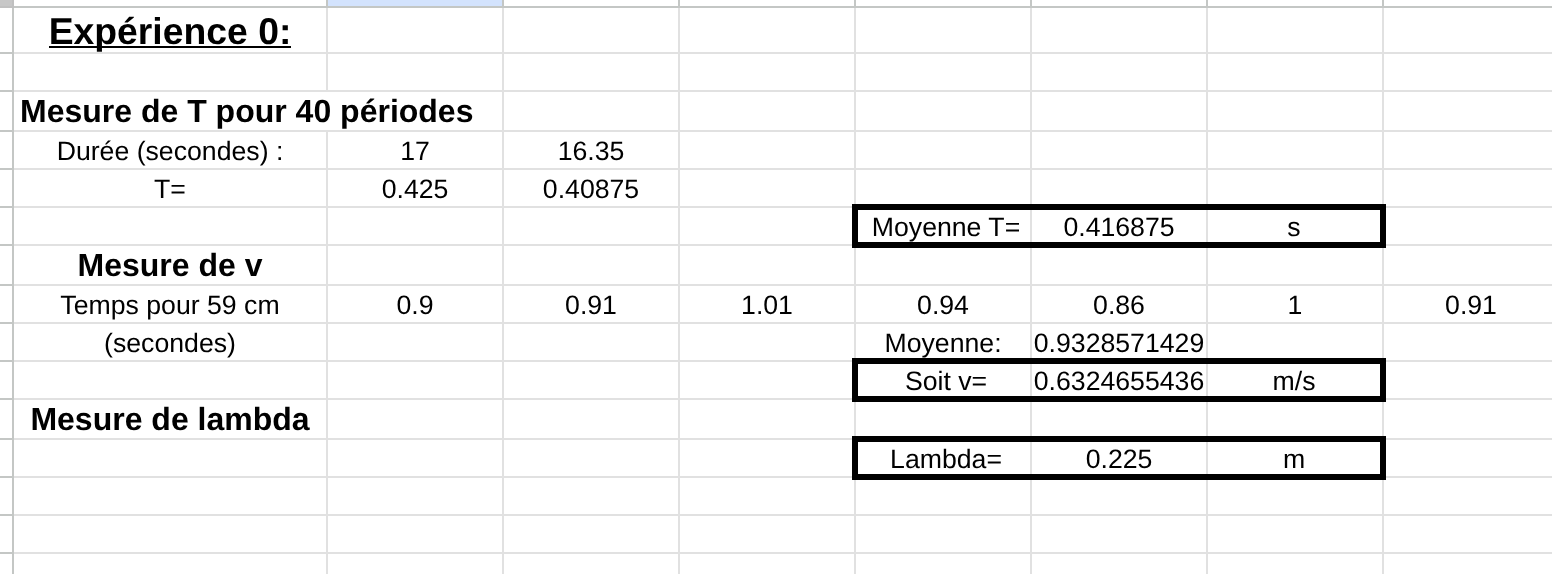 Expérience 0:
Mesure de T pour 40 périodes
Durée (secondes) : 17 16.35
T= 0.425 0.40875
Moyenne T= 0.416875 s
Mesure de v
Temps pour 59 cm 0.9 0.91 1.01 0.94 0.86 1 0.91
(secondes) Moyenne: 0.9328571429
Soit v= 0.6324655436 m/s
Mesure de lambda
Lambda= 0.225 m